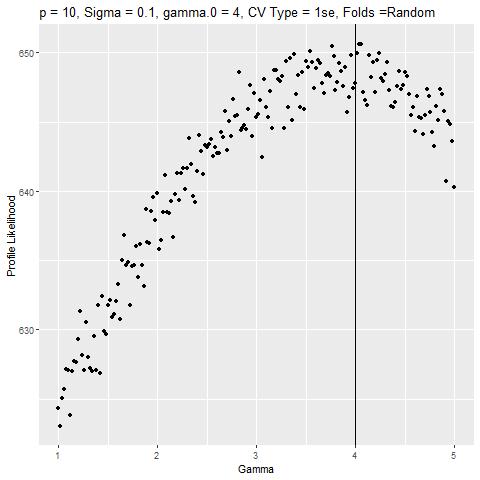 p = 10, Sigma = 0.1, gamma.0 = 4, CV Type = 1se, Folds =Random
Profile Likelihood
650
640
630
1
2
3
4
5
Gamma